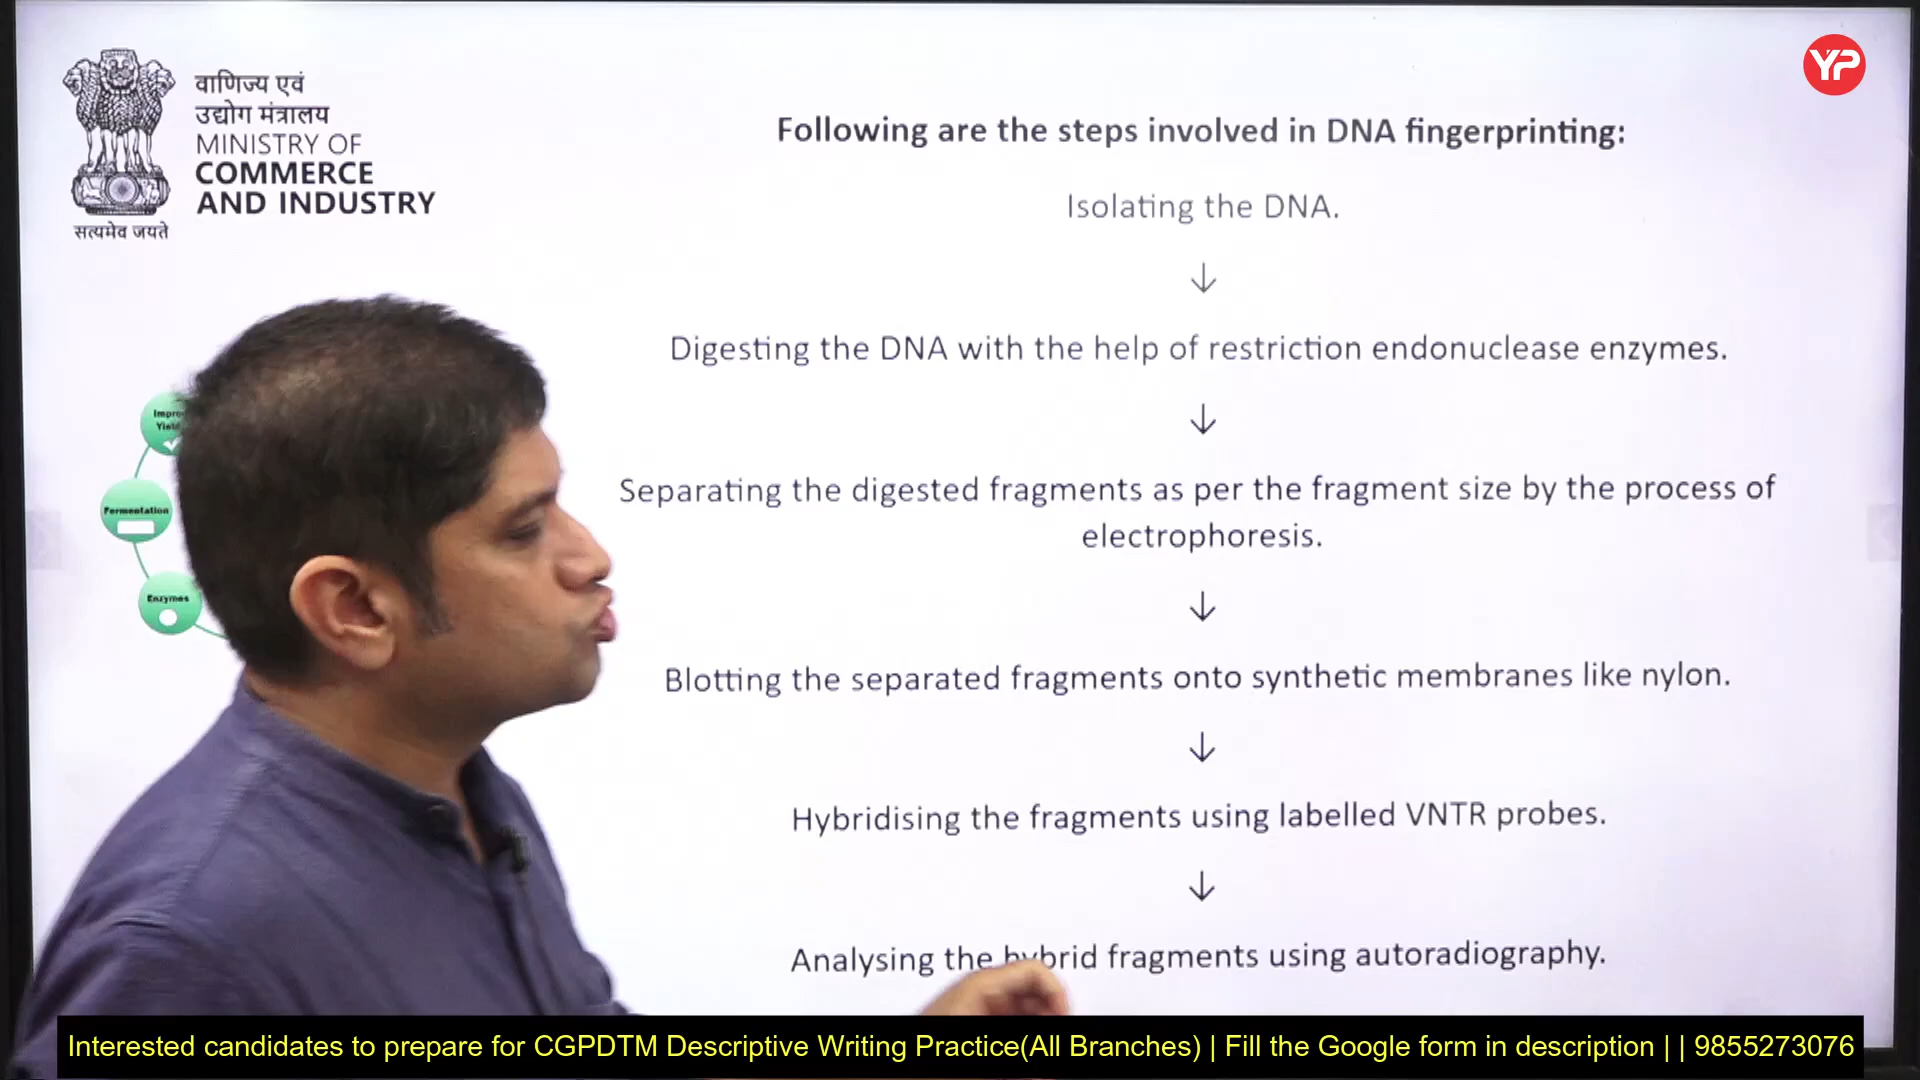 वाणिज्य एवं
उद्योग मंत्रालय
MINISTRY OF
COMMERCE
AND INDUSTRY
सत्यमेव जयते
YP
Following are the steps involved in DNA fingerprinting:
Isolating the DNA.
↓
Digesting the DNA with the help of restriction endonuclease enzymes.
↓
Separating the digested fragments as per the fragment size by the process of
electrophoresis.
↓
Blotting the separated fragments onto synthetic membranes like nylon.
↓
Hybridising the fragments using labelled VNTR probes.
↓
Analysing the hybrid fragments using autoradiography.
Fermentation
Enzymes
Interested candidates to prepare for CGPDTM Descriptive Writing Practice(All Branches) | Fill the Google form in description | | 9855273076